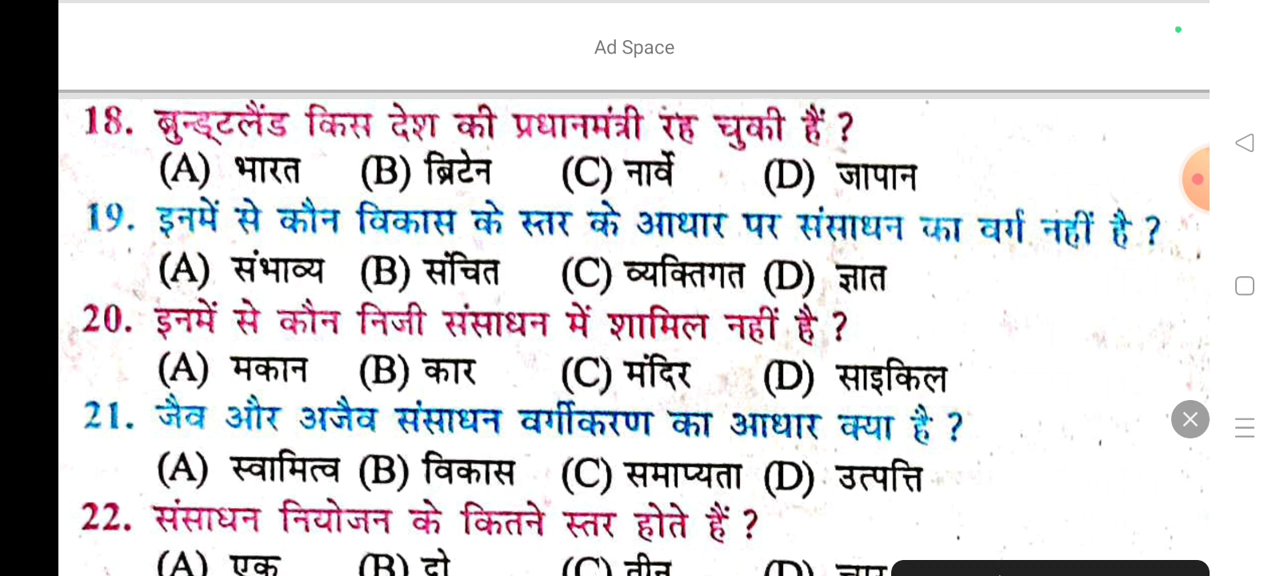 Ad Space
18. ब्रुन्ड्टलैंड किस देश की प्रधानमंत्री रह चुकी हैं ?
(A) भारत (B) ब्रिटेन (C) नार्वे (D) जापान
19. इनमें से कौन विकास के स्तर के आधार पर संसाधन का वर्ग नहीं है ?
(A) संभाव्य (B) संचित (C) व्यक्तिगत (D) ज्ञात
20. इनमें से कौन निजी संसाधन में शामिल नहीं है ?
(A) मकान (B) कार (C) मंदिर (D) साइकिल
21. जैव और अजैव संसाधन वर्गीकरण का आधार क्या है ?
(A) स्वामित्व (B) विकास (C) समाप्यता (D) उत्पत्ति
22. संसाधन नियोजन के कितने स्तर होते हैं ?
(A) एक (B) दो (C) तीन (D)